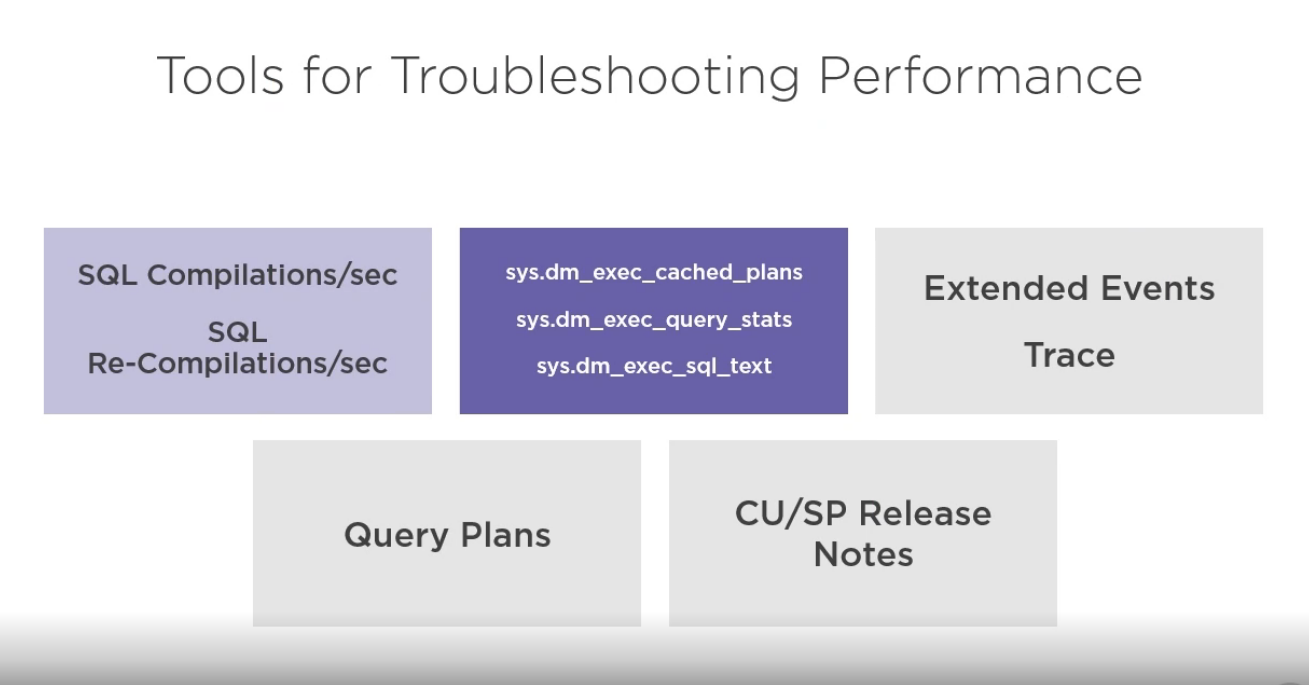 Tools for Troubleshooting Performance
SQL Compilations/sec
SQL
Re-Compilations/sec
sys.dm_exec_cached_plans
sys.dm_exec_query_stats
sys.dm_exec_sql_text
Extended Events
Trace
Query Plans
CU/SP Release
Notes